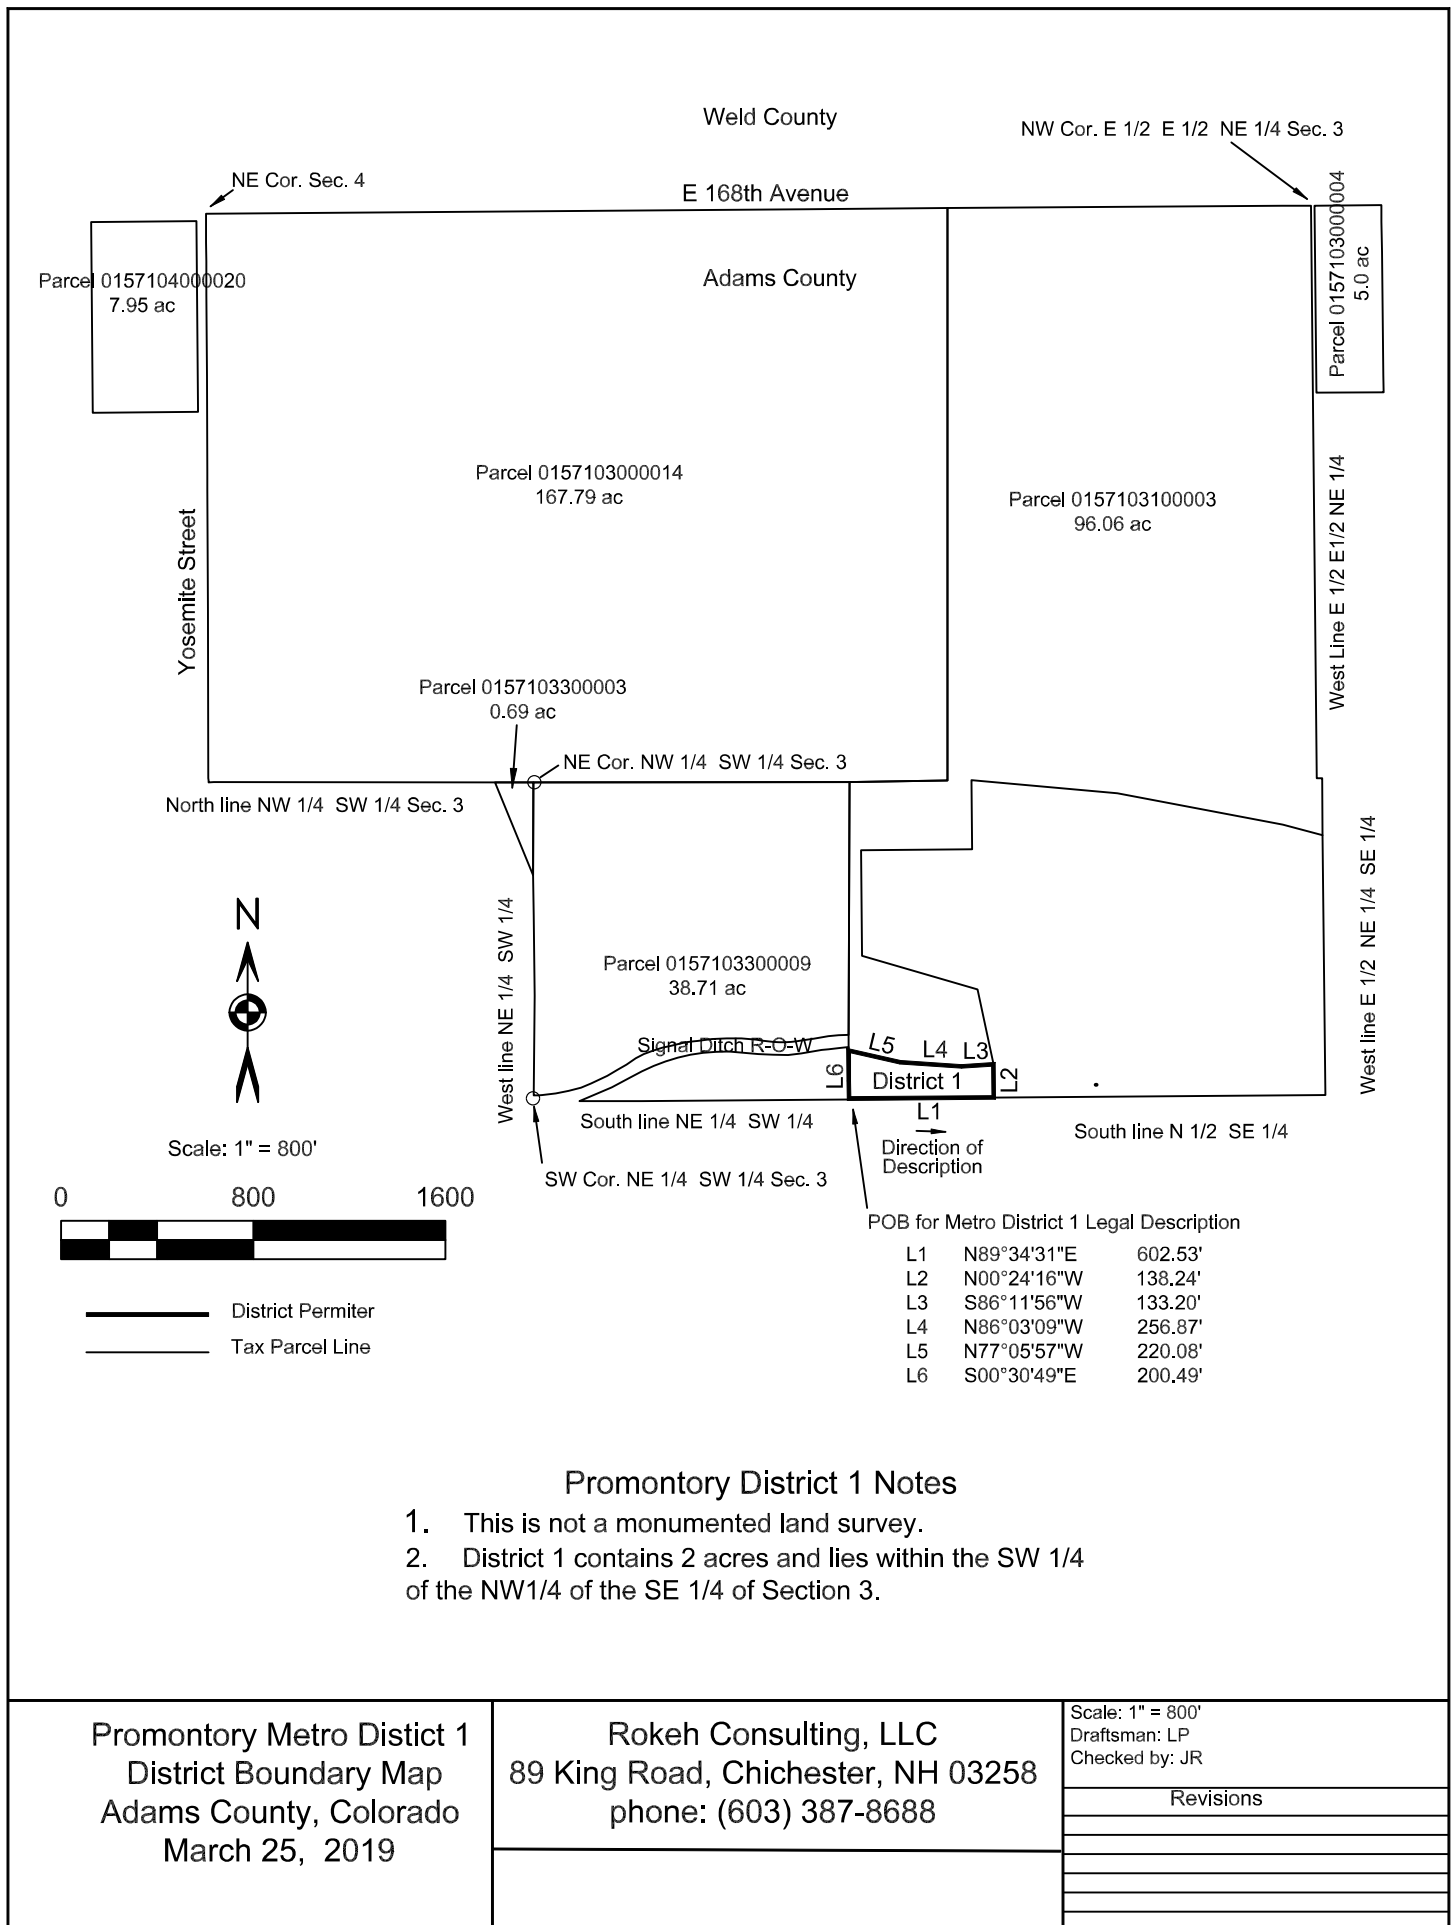 Weld County
NW Cor. E 1/2  E 1/2  NE 1/4 Sec. 3
NE Cor. Sec. 4
E 168th Avenue
Parcel 0157104000020
7.95 ac
Adams County
Parcel 0157103000004
5.0 ac
Parcel 0157103000014
167.79 ac
Parcel 0157103100003
96.06 ac
Yosemite Street
West Line E 1/2 E1/2 NE 1/4
Parcel 0157103300003
0.69 ac
NE Cor. NW 1/4  SW 1/4 Sec. 3
North line NW 1/4  SW 1/4 Sec. 3
N
West line NE 1/4  SW 1/4
Parcel 0157103300009
38.71 ac
West line E 1/2  NE 1/4  SE 1/4
Signal Ditch R-O-W
L5
L4
L3
L6
District 1
L2
L1
South line NE 1/4  SW 1/4
Direction of
Description
South line N 1/2  SE 1/4
SW Cor. NE 1/4  SW 1/4 Sec. 3
Scale: 1" = 800'
0 800 1600
POB for Metro District 1 Legal Description
L1 N89°34'31"E 602.53'
L2 N00°24'16"W 138.24'
L3 S86°11'56"W 133.20'
L4 N86°03'09"W 256.87'
L5 N77°05'57"W 220.08'
L6 S00°30'49"E 200.49'
District Permiter
Tax Parcel Line
Promontory District 1 Notes
1. This is not a monumented land survey.
2. District 1 contains 2 acres and lies within the SW 1/4
of the NW1/4 of the SE 1/4 of Section 3.
Promontory Metro Distict 1
District Boundary Map
Adams County, Colorado
March 25,  2019
Rokeh Consulting, LLC
89 King Road, Chichester, NH 03258
phone: (603) 387-8688
Scale: 1" = 800'
Draftsman: LP
Checked by: JR
Revisions